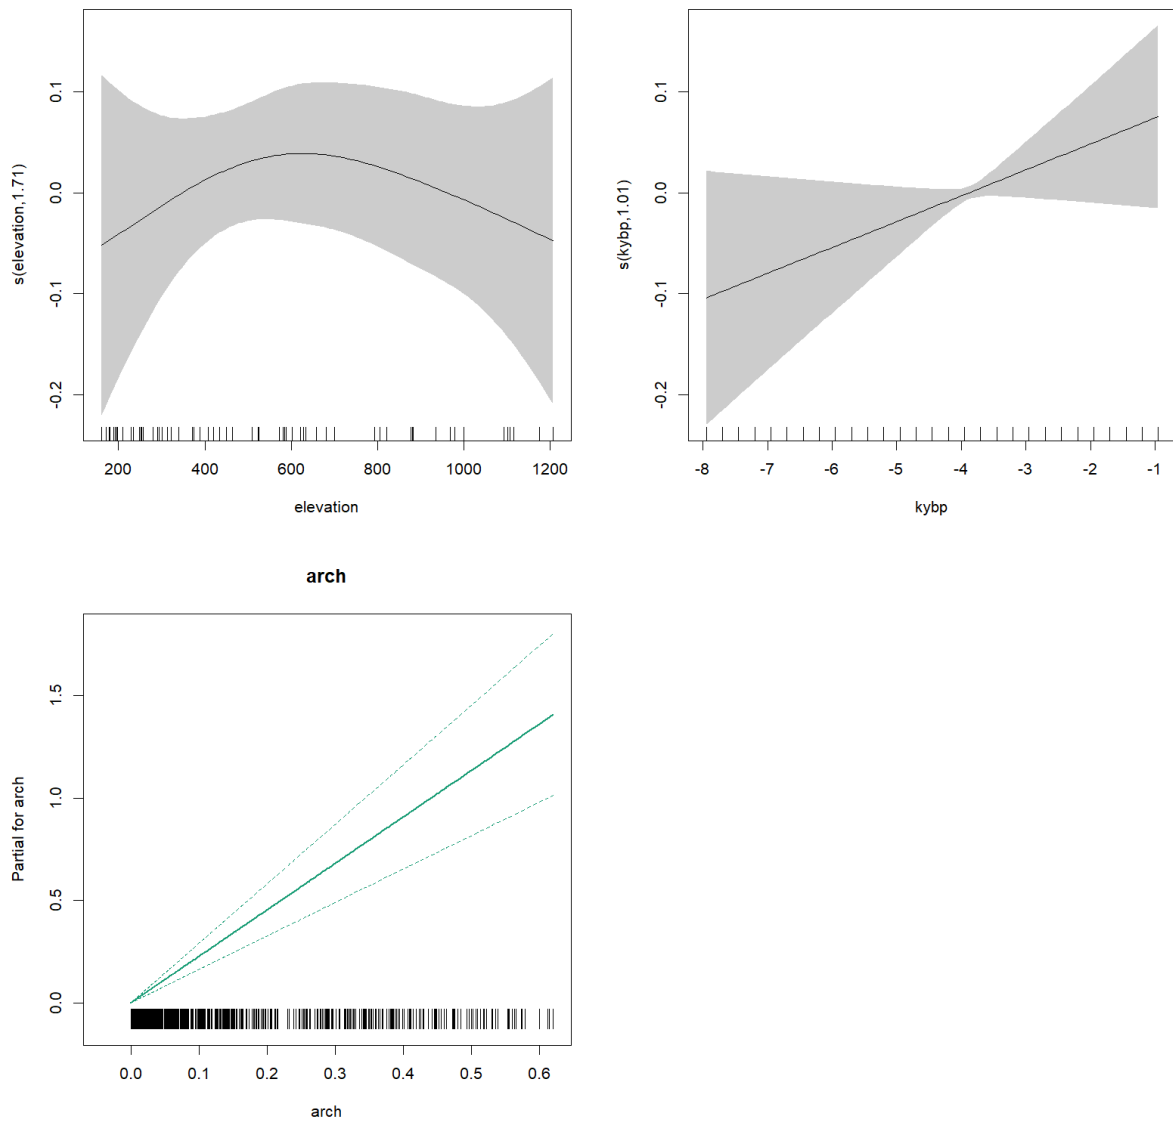 s(elevation,1.71)
0.1
0.0
-0.1
-0.2
200 400 600 800 1000 1200
elevation
s(kybp,1.01)
0.1
0.0
-0.1
-0.2
-8 -7 -6 -5 -4 -3 -2 -1
kybp
arch
Partial for arch
1.5
1.0
0.5
0.0
0.0 0.1 0.2 0.3 0.4 0.5 0.6
arch